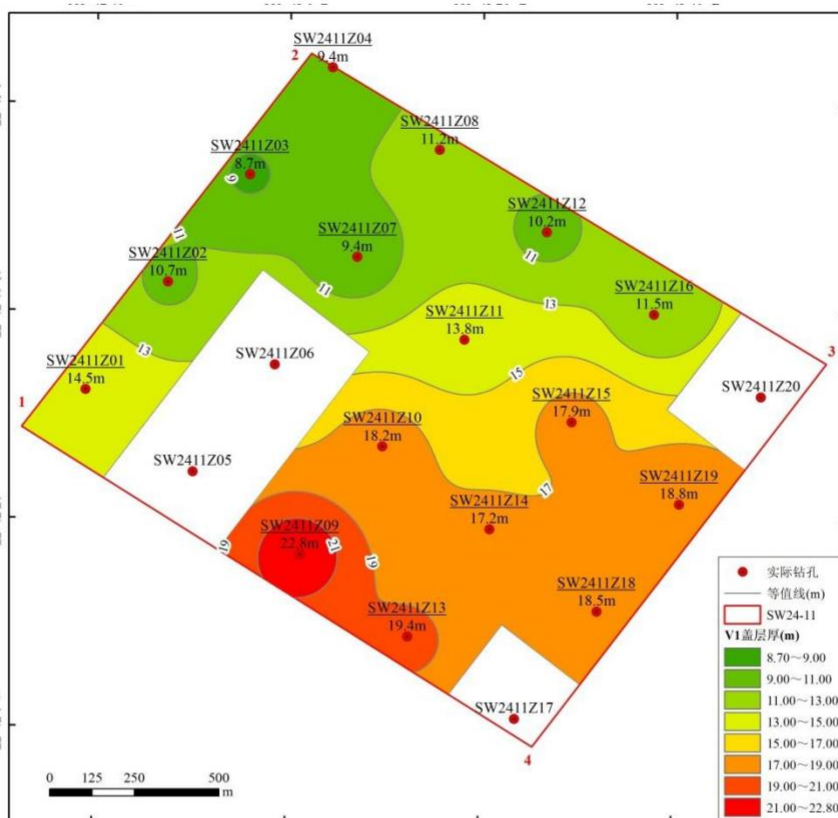 SW2411Z04
9.4m
2
SW2411Z08
11.2m
SW2411Z03
8.7m
9
SW2411Z12
10.2m
11
SW2411Z07
9.4m
SW2411Z02
10.7m
11
11
13
SW2411Z16
11.5m
SW2411Z11
13.8m
13
SW2411Z06
3
SW2411Z01
14.5m
15
SW2411Z20
1
SW2411Z15
17.9m
SW2411Z10
18.2m
SW2411Z05
SW2411Z19
18.8m
17
SW2411Z14
17.2m
SW2411Z09
22.8m
19
21
19
SW2411Z18
18.5m
SW2411Z13
19.4m
SW2411Z17
4
实际钻孔
等值线(m)
SW24-11
V1盖层厚(m)
8.70～9.00
9.00～11.00
11.00～13.00
13.00～15.00
15.00～17.00
17.00～19.00
19.00～21.00
21.00～22.80
0 125 250 500
m